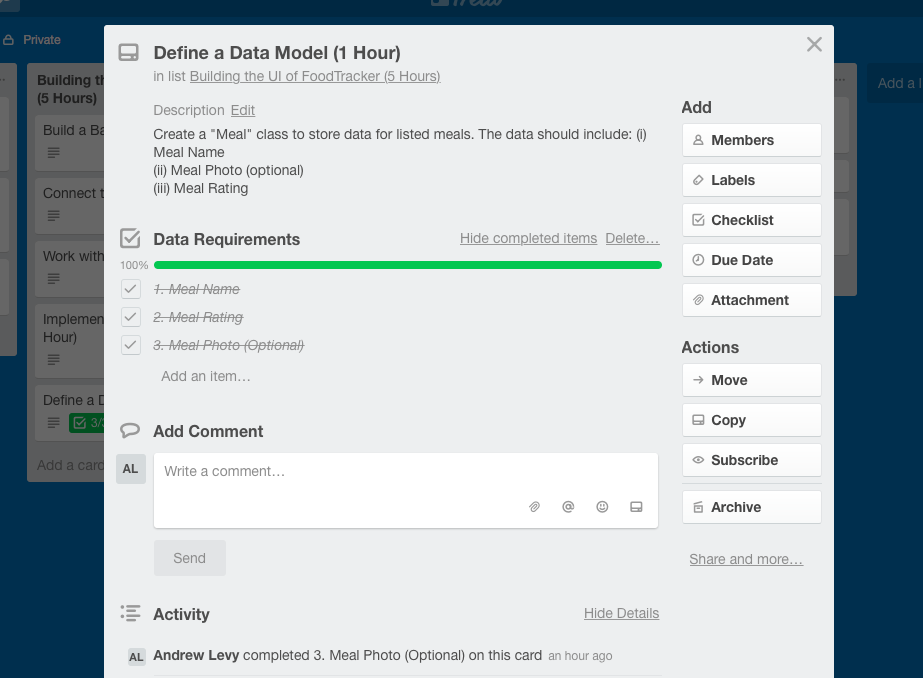 Trello
Private
Building th
(5 Hours)
Build a Ba
Connect t
Work with
Implemen
Hour)
Define a D
3/3
Add a card
Define a Data Model (1 Hour)
in list Building the UI of FoodTracker (5 Hours)
Description Edit
Create a "Meal" class to store data for listed meals. The data should include: (i)
Meal Name
(ii) Meal Photo (optional)
(iii) Meal Rating
Data Requirements
Hide completed items Delete…
100%
1. Meal Name
2. Meal Rating
3. Meal Photo (Optional)
Add an item…
Add Comment
AL
Write a comment…
Send
Activity
Hide Details
AL Andrew Levy completed 3. Meal Photo (Optional) on this card an hour ago
Add
Members
Labels
Checklist
Due Date
Attachment
Actions
Move
Copy
Subscribe
Archive
Share and more…
Add a l